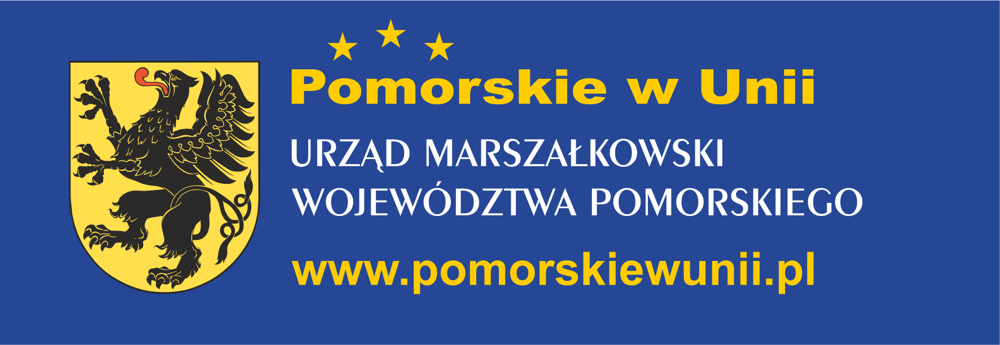 Pomorskie w Unii
URZĄD MARSZAŁKOWSKI
WOJEWÓDZTWA POMORSKIEGO
www.pomorskiewunii.pl